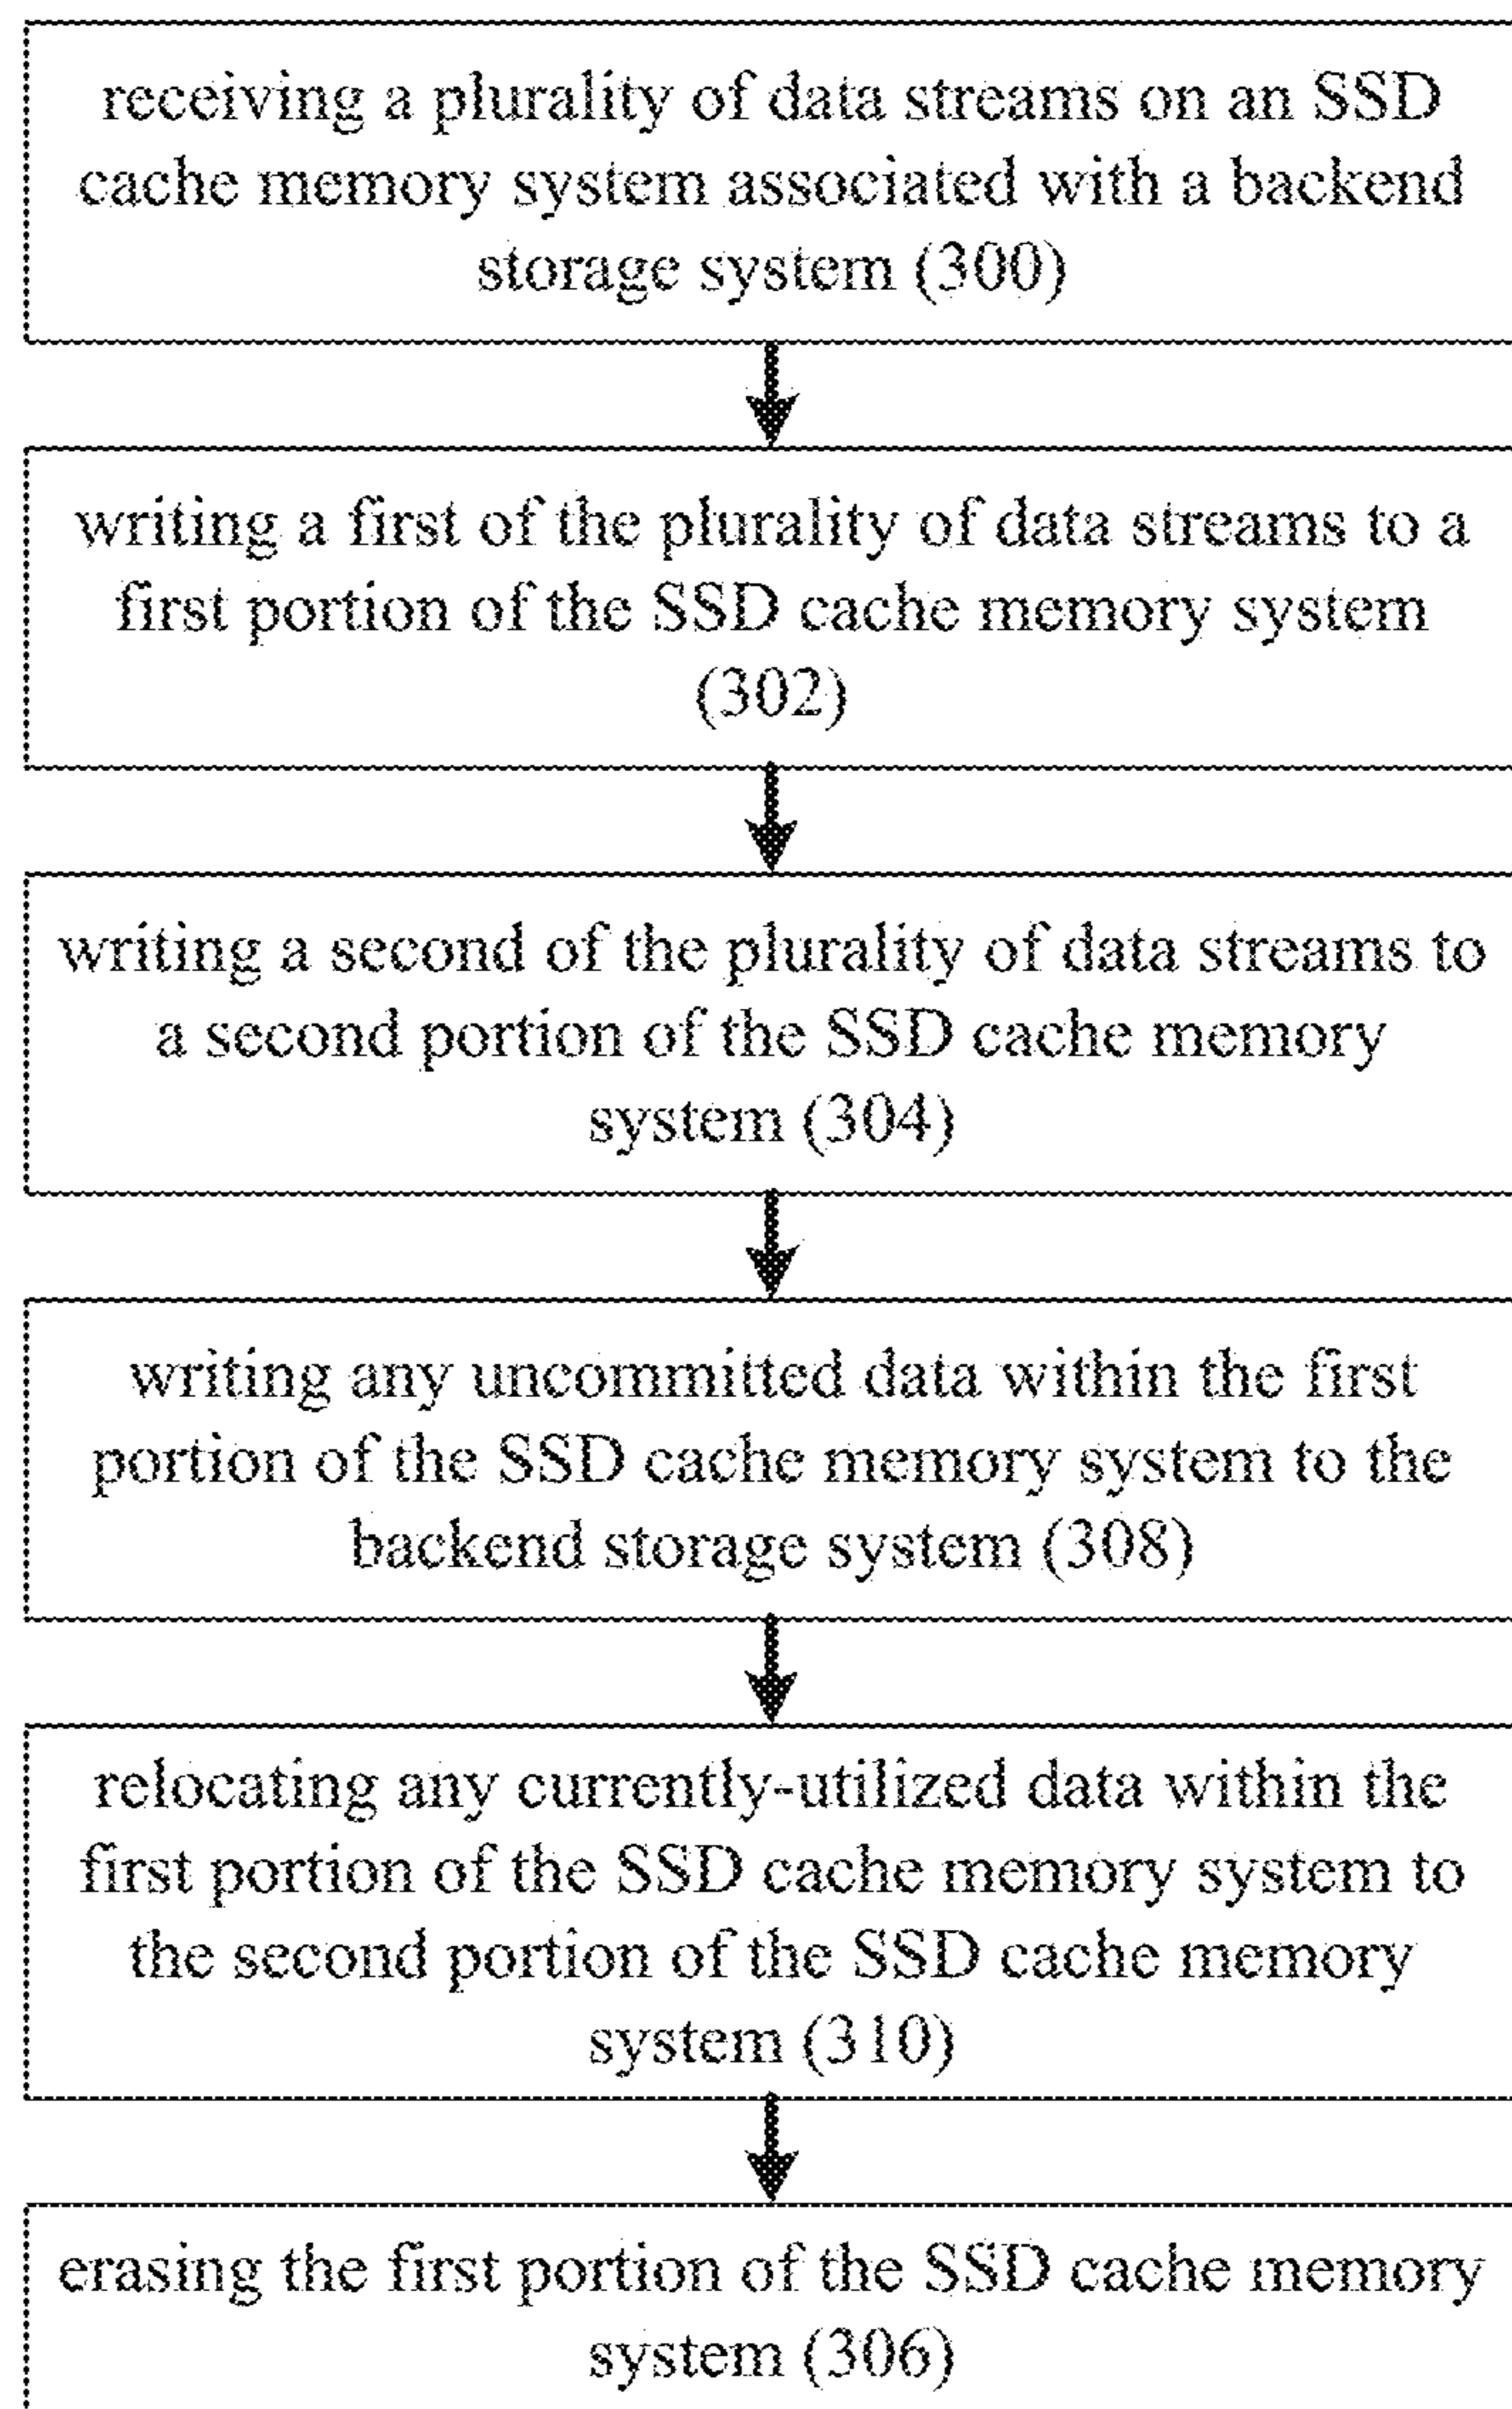 receiving a plurality of data streams on an SSD
cache memory system associated with a backend
storage system (300)
writing a first of the plurality of data streams to a
first portion of the SSD cache memory system
(302)
writing a second of the plurality of data streams to
a second portion of the SSD cache memory
system (304)
writing any uncommitted data within the first
portion of the SSD cache memory system to the
backend storage system (308)
relocating any currently-utilized data within the
first portion of the SSD cache memory system to
the second portion of the SSD cache memory
system (310)
erasing the first portion of the SSD cache memory
system (306)